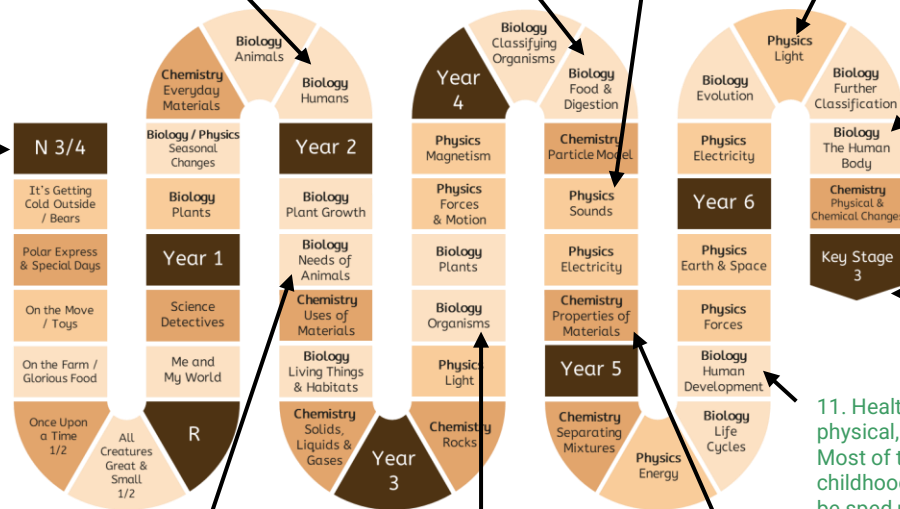 N 3/4
It's Getting
Cold Outside
/ Bears
Polar Express
& Special Days
On the Move
/ Toys
On the Farm /
Glorious Food
Once Upon
a Time
1/2
All
Creatures
Great &
Small
1/2
R
Me and
My World
Science
Detectives
Year 1
Biology
Plants
Biology / Physics
Seasonal
Changes
Chemistry
Everyday
Materials
Biology
Animals
Biology
Humans
Year 2
Biology
Plant Growth
Biology
Needs of
Animals
Chemistry
Uses of
Materials
Biology
Living Things
& Habitats
Chemistry
Solids,
Liquids &
Gases
Year
3
Chemistry
Rocks
Physics
Light
Biology
Organisms
Biology
Plants
Physics
Forces
& Motion
Physics
Magnetism
Year
4
Biology
Classifying
Organisms
Biology
Food &
Digestion
Chemistry
Particle Model
Physics
Sounds
Physics
Electricity
Chemistry
Properties of
Materials
Year 5
Chemistry
Separating
Mixtures
Physics
Energy
Biology
Life
Cycles
Biology
Human
Development
Physics
Forces
Physics
Earth & Space
Year 6
Physics
Electricity
Biology
Evolution
Physics
Light
Biology
Further
Classification
Biology
The Human
Body
Chemistry
Physical &
Chemical Changes
Key Stage
3
11. Healt
physical,
Most of t
childhood
be sped